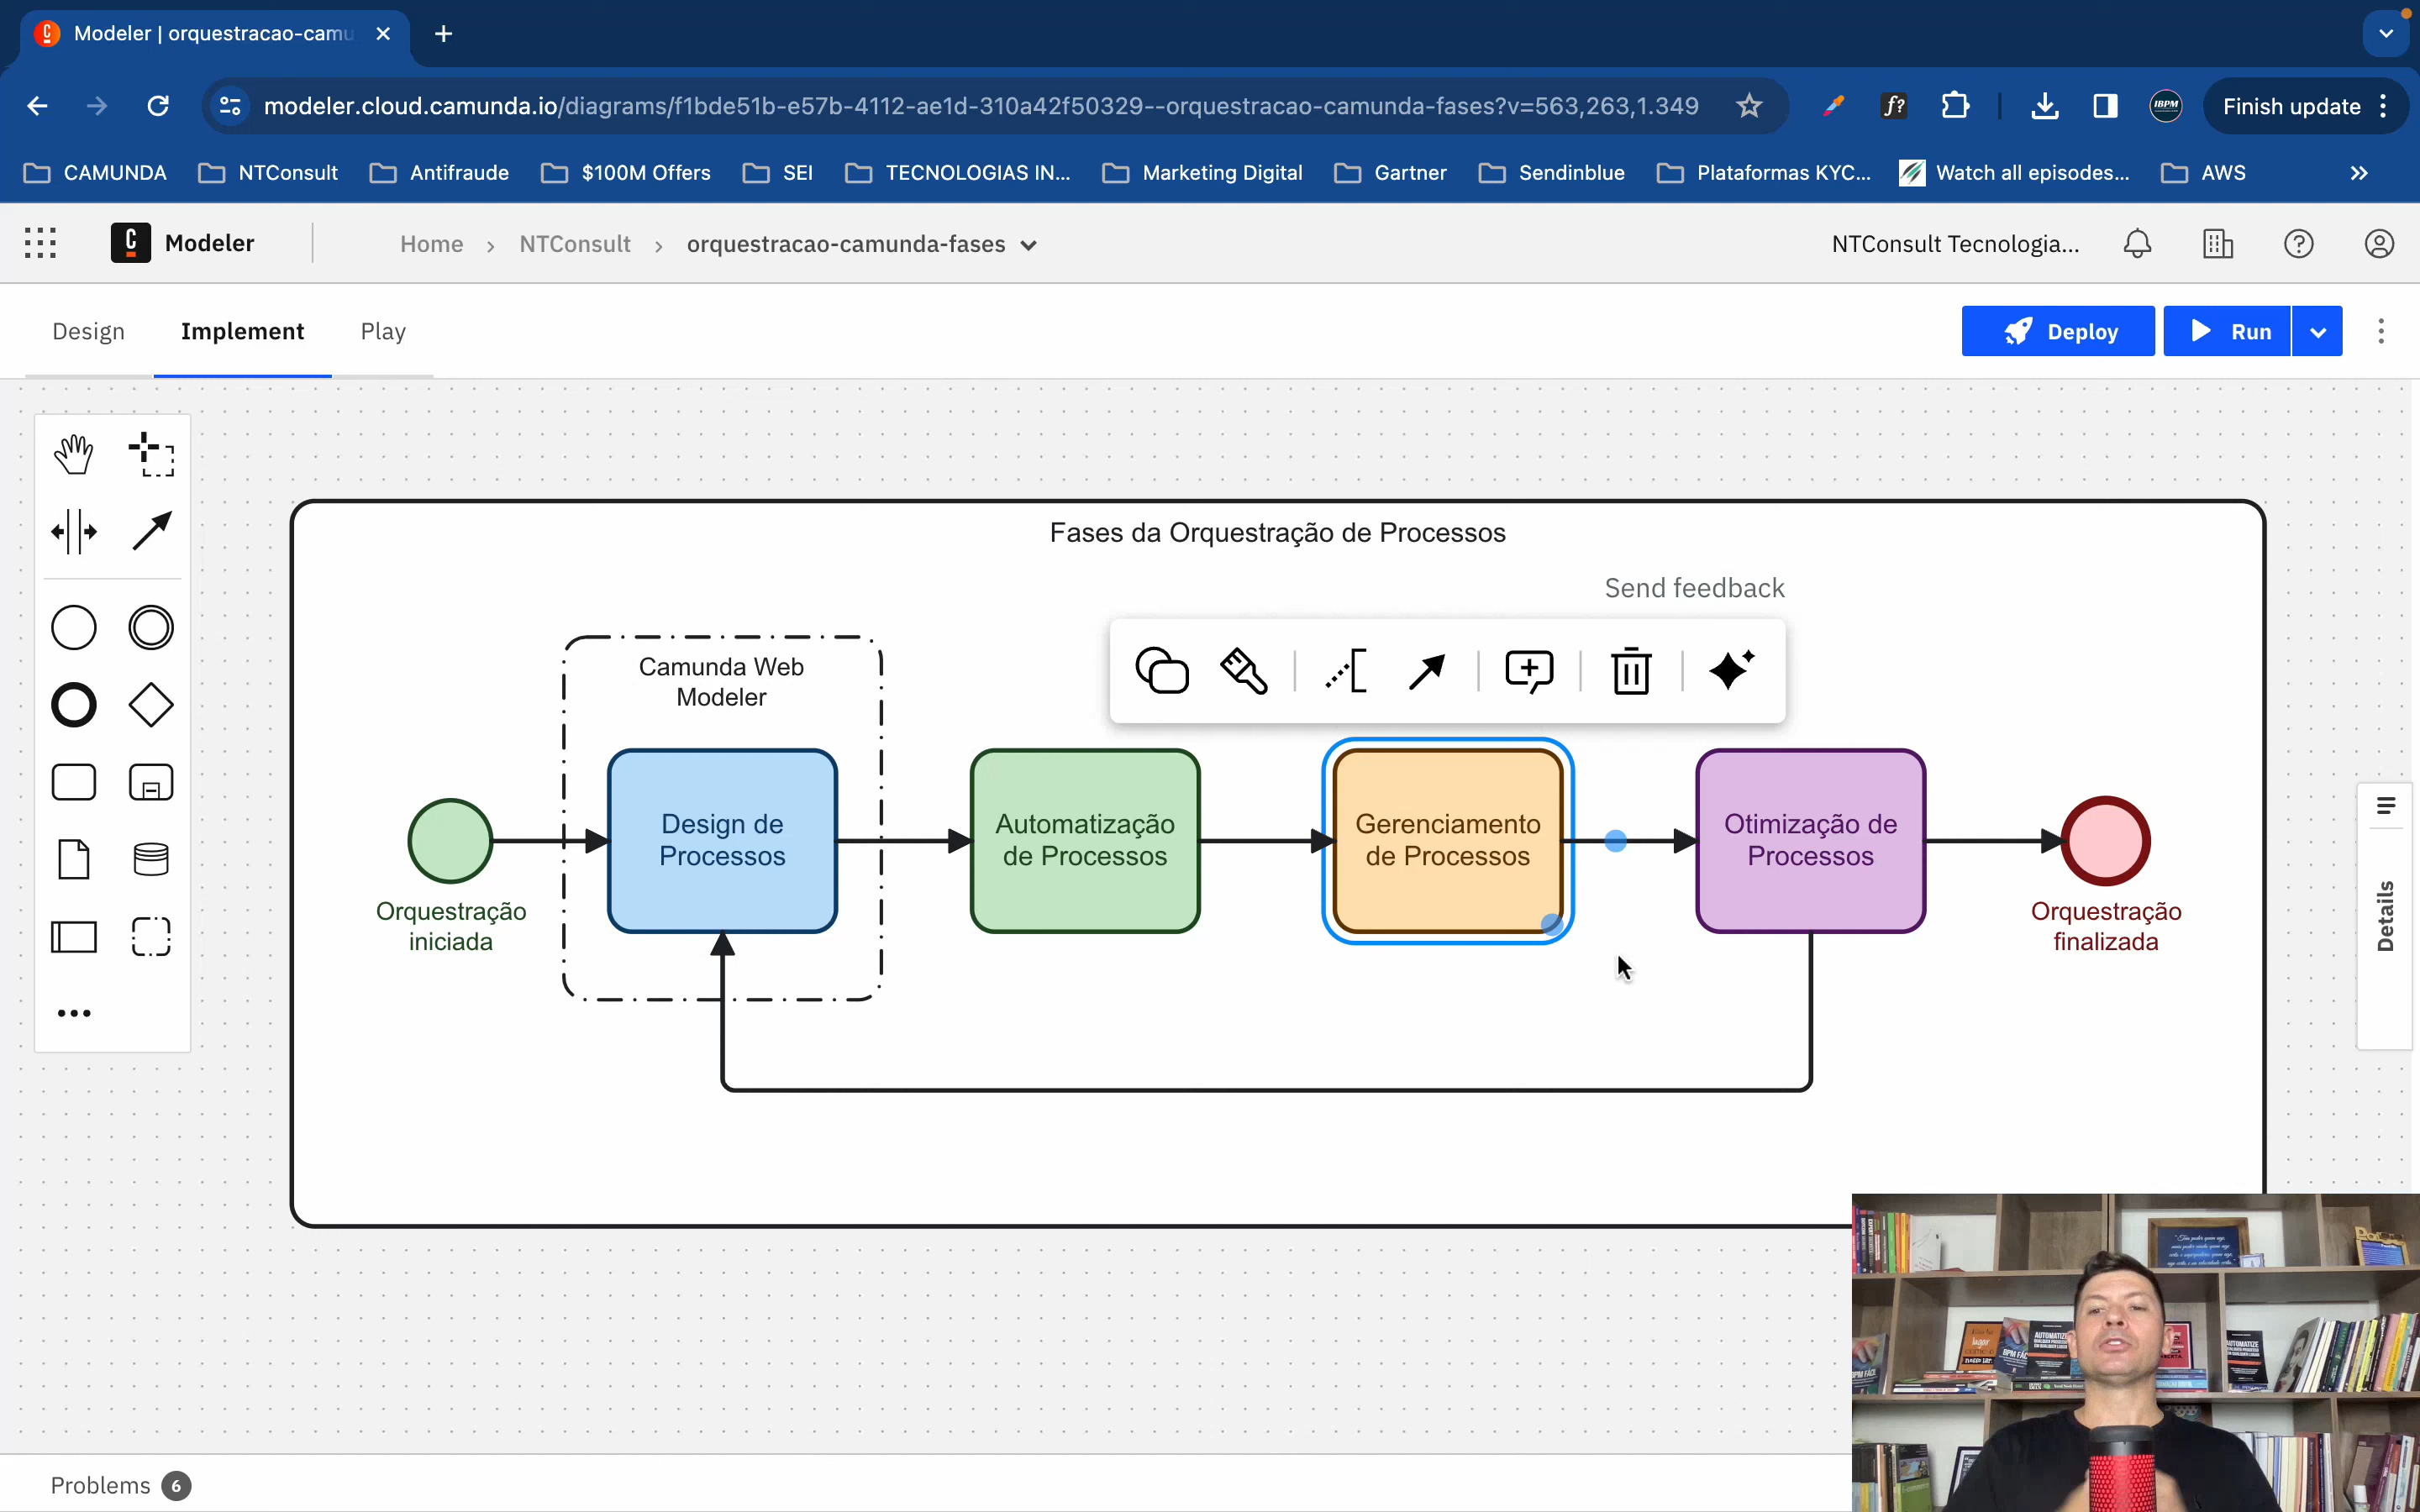 Modeler | orquestracao-camu
modeler.cloud.camunda.io/diagrams/f1bde51b-e57b-4112-ae1d-310a42f50329--orquestracao-camunda-fases?v=563,263,1.349
f?
IBPM
Finish update
CAMUNDA
NTConsult
Antifraude
$100M Offers
SEI
TECNOLOGIAS IN...
Marketing Digital
Gartner
Sendinblue
Plataformas KYC...
Watch all episodes...
AWS
Modeler
Home
NTConsult
orquestracao-camunda-fases
NTConsult Tecnologia...
Design
Implement
Play
Deploy
Run
Fases da Orquestração de Processos
Send feedback
Camunda Web
Modeler
Design de
Processos
Automatização
de Processos
Gerenciamento
de Processos
Otimização de
Processos
Orquestração
iniciada
Orquestração
finalizada
Details
Problems 6